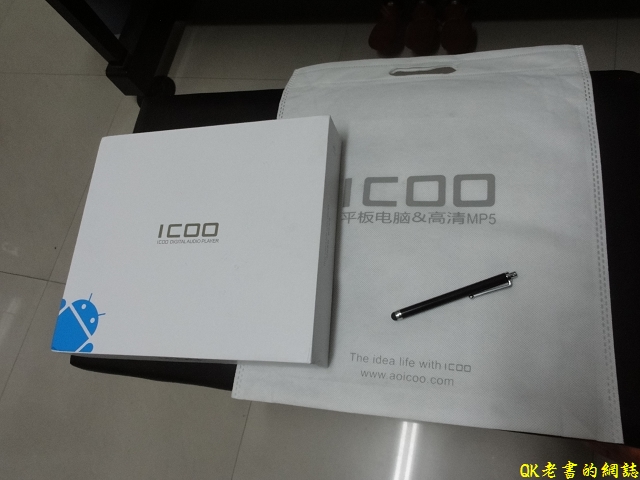 ICOO
ICOO DIGITAL AUDIO PLAYER
ICOO
平板电脑&高清MP5
The idea life with ICOO
www.aoicoo.com
QK老書的網誌